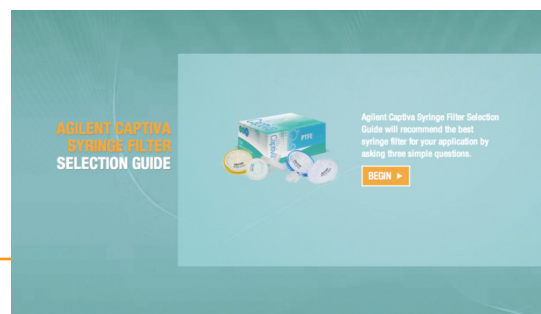 AGILENT CAPTIVA
SYRINGE FILTER
SELECTION GUIDE
PTFE
Captiva
Agilent Captiva Syringe Filter Selection
Guide will recommend the best
syringe filter for your application by
asking three simple questions.
BEGIN ►